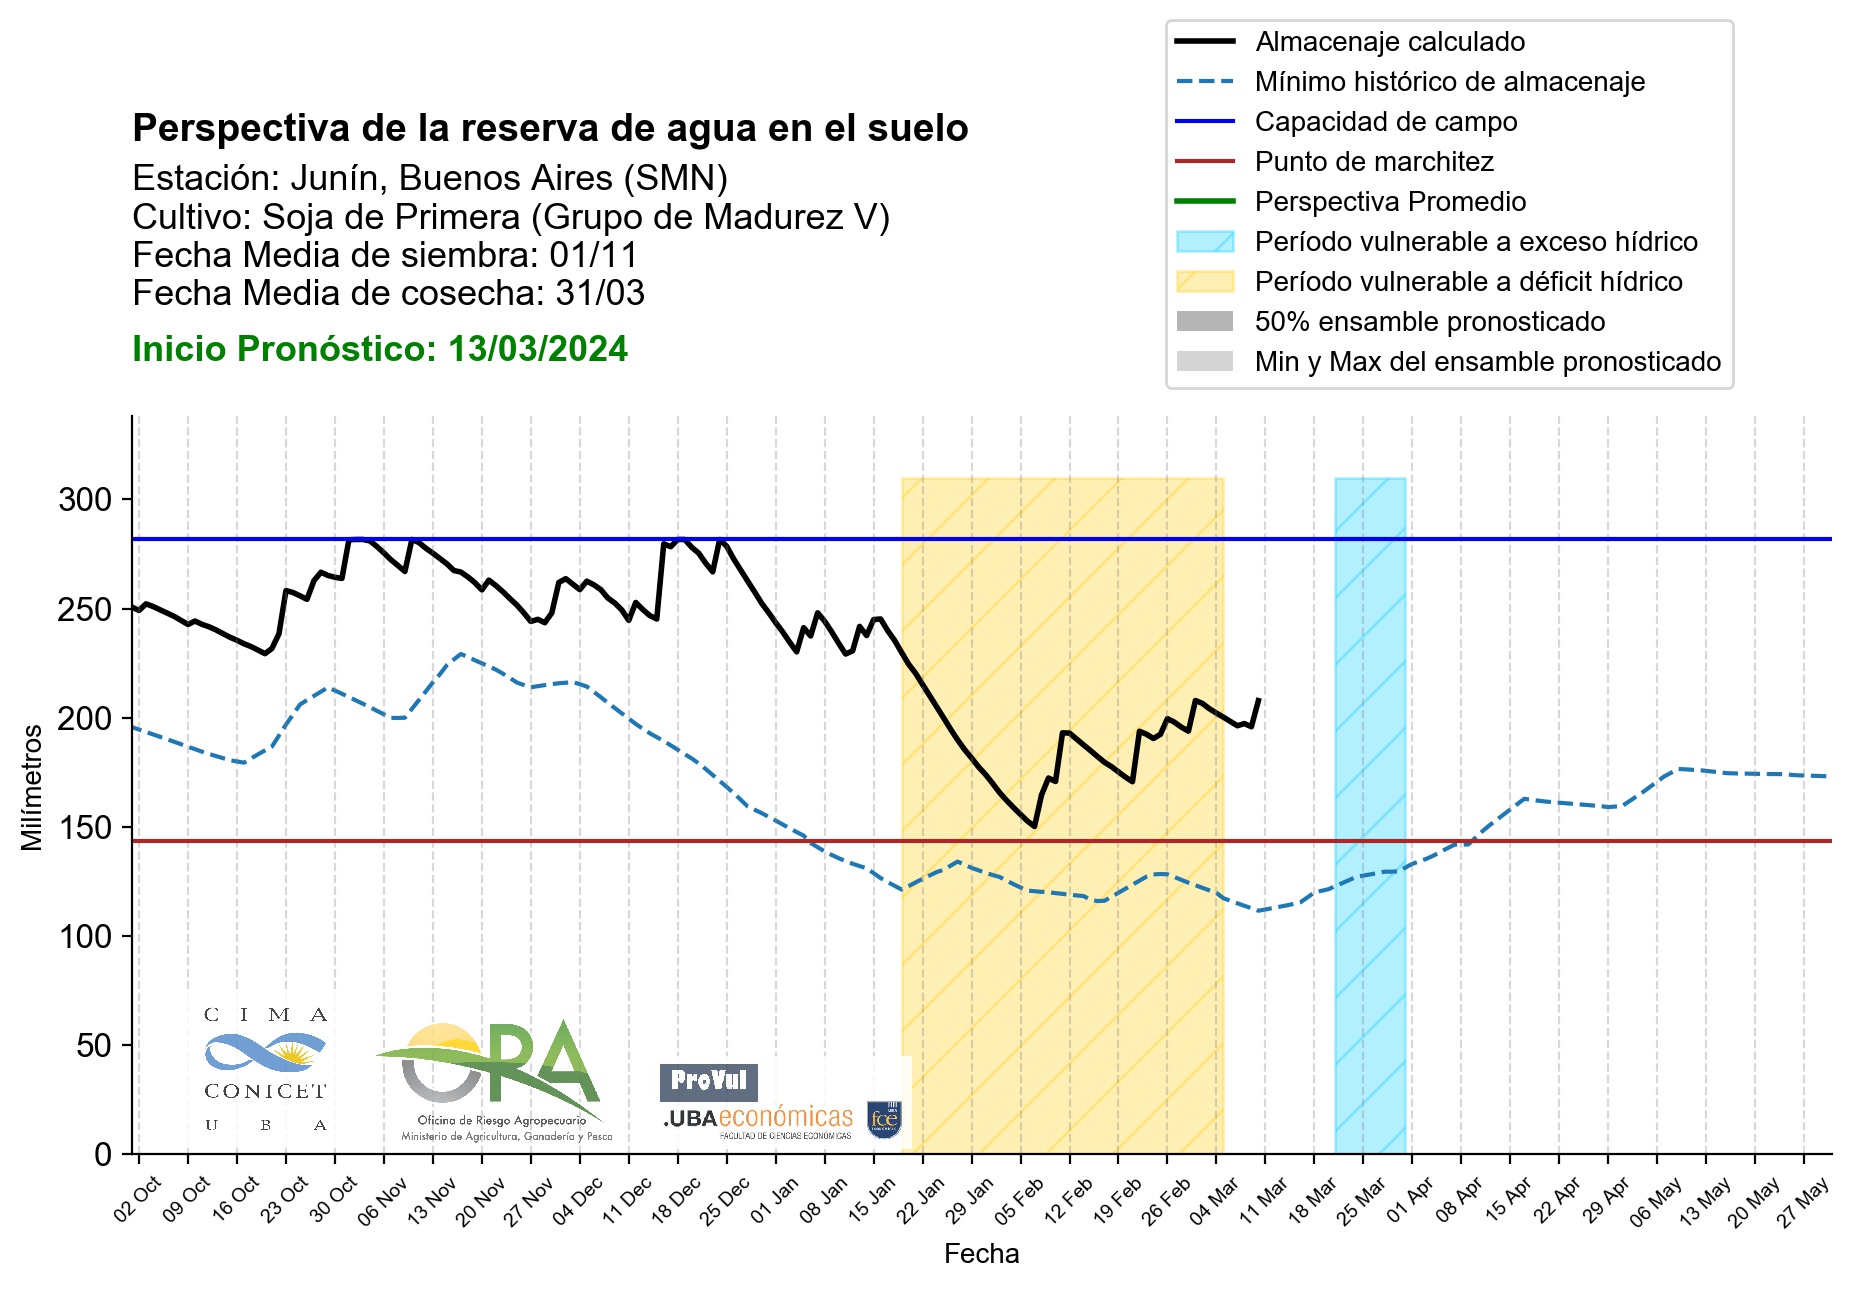 Almacenaje calculado
Mínimo histórico de almacenaje
Capacidad de campo
Punto de marchitez
Perspectiva Promedio
Período vulnerable a exceso hídrico
Período vulnerable a déficit hídrico
50% ensamble pronosticado
Min y Max del ensamble pronosticado
Perspectiva de la reserva de agua en el suelo
Estación: Junín, Buenos Aires (SMN)
Cultivo: Soja de Primera (Grupo de Madurez V)
Fecha Media de siembra: 01/11
Fecha Media de cosecha: 31/03
Inicio Pronóstico: 13/03/2024
300
250
200
150
100
50
0
Milímetros
CIMA
CONICET
UBA
ORA
Oficina de Riesgo Agropecuario
Ministerio de Agricultura, Ganadería y Pesca
ProVul
.UBAeconómicas
FACULTAD DE CIENCIAS ECONÓMICAS
fce
02 Oct 09 Oct 16 Oct 23 Oct 30 Oct 06 Nov 13 Nov 20 Nov 27 Nov 04 Dec 11 Dec 18 Dec 25 Dec 01 Jan 08 Jan 15 Jan 22 Jan 29 Jan 05 Feb 12 Feb 19 Feb 26 Feb 04 Mar 11 Mar 18 Mar 25 Mar 01 Apr 08 Apr 15 Apr 22 Apr 29 Apr 06 May 13 May 20 May 27 May
Fecha